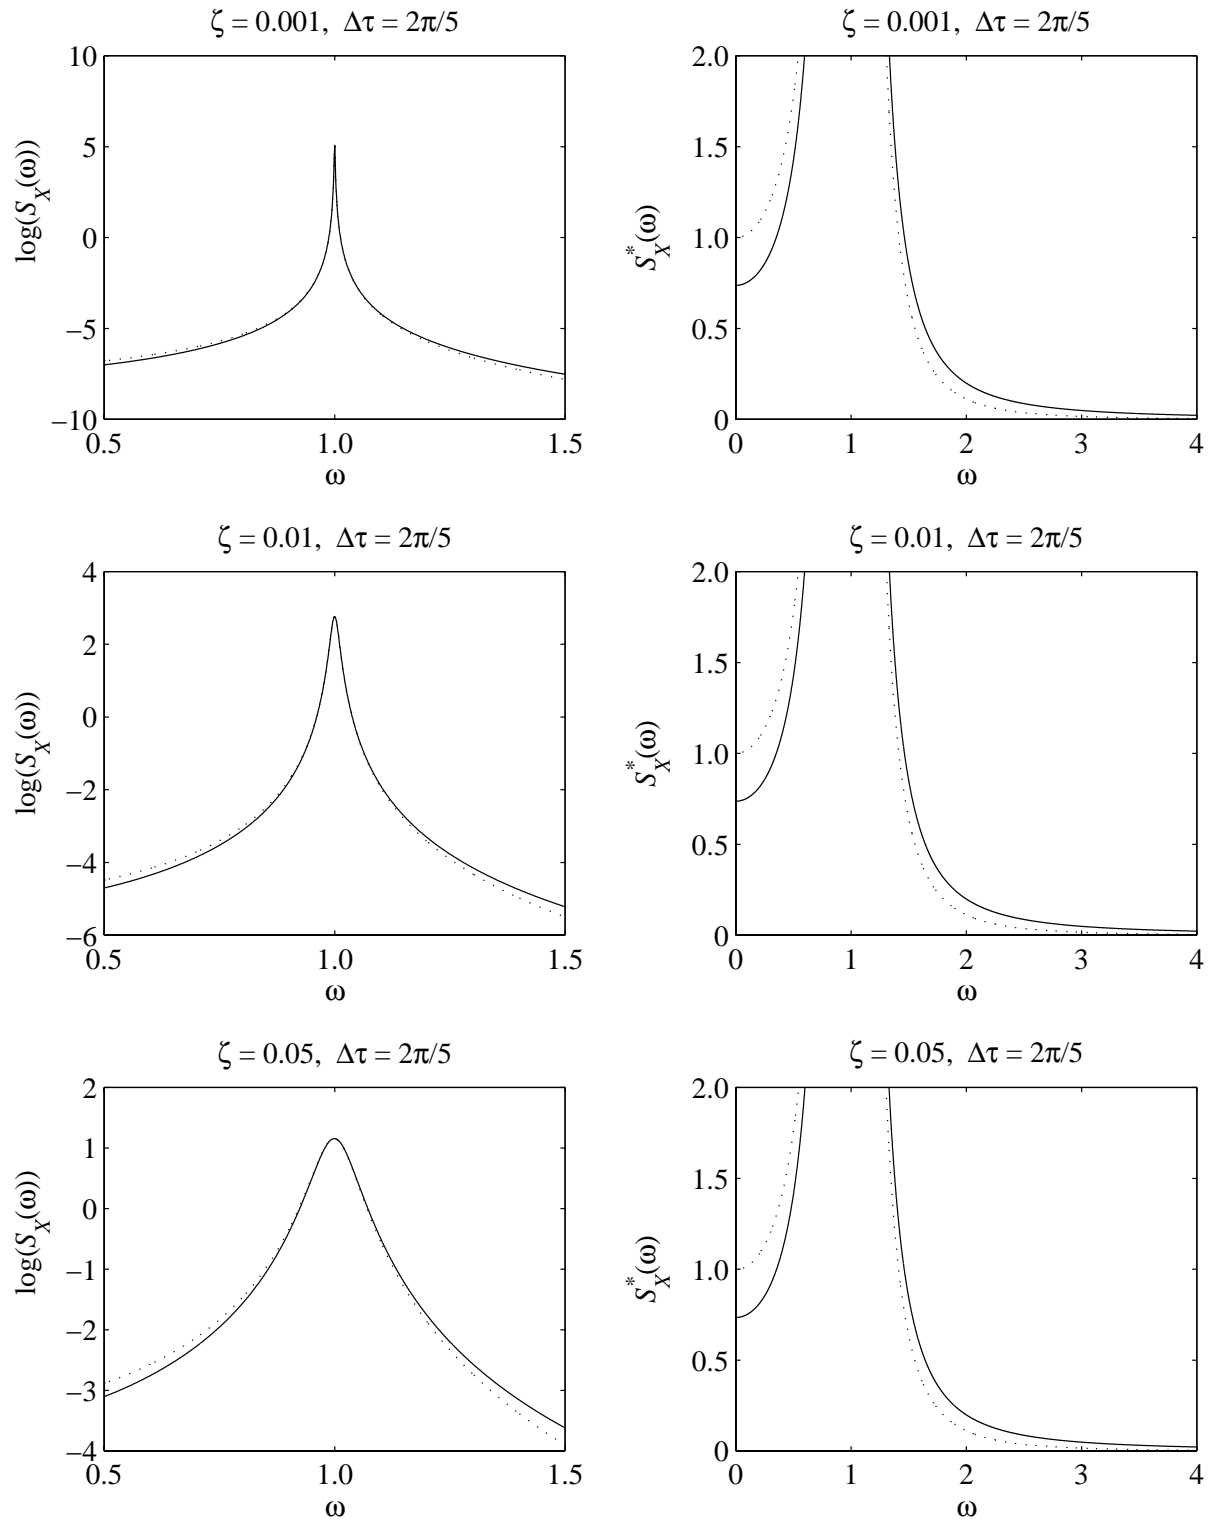 ζ = 0.001, Δτ = 2π/5
log(S_X(ω))
10
5
0
−5
−10
0.5 1.0 1.5
ω
ζ = 0.001, Δτ = 2π/5
S*_X(ω)
2.0
1.5
1.0
0.5
0
0 1 2 3 4
ω
ζ = 0.01, Δτ = 2π/5
log(S_X(ω))
4
2
0
−2
−4
−6
0.5 1.0 1.5
ω
ζ = 0.01, Δτ = 2π/5
S*_X(ω)
2.0
1.5
1.0
0.5
0
0 1 2 3 4
ω
ζ = 0.05, Δτ = 2π/5
log(S_X(ω))
2
1
0
−1
−2
−3
−4
0.5 1.0 1.5
ω
ζ = 0.05, Δτ = 2π/5
S*_X(ω)
2.0
1.5
1.0
0.5
0
0 1 2 3 4
ω